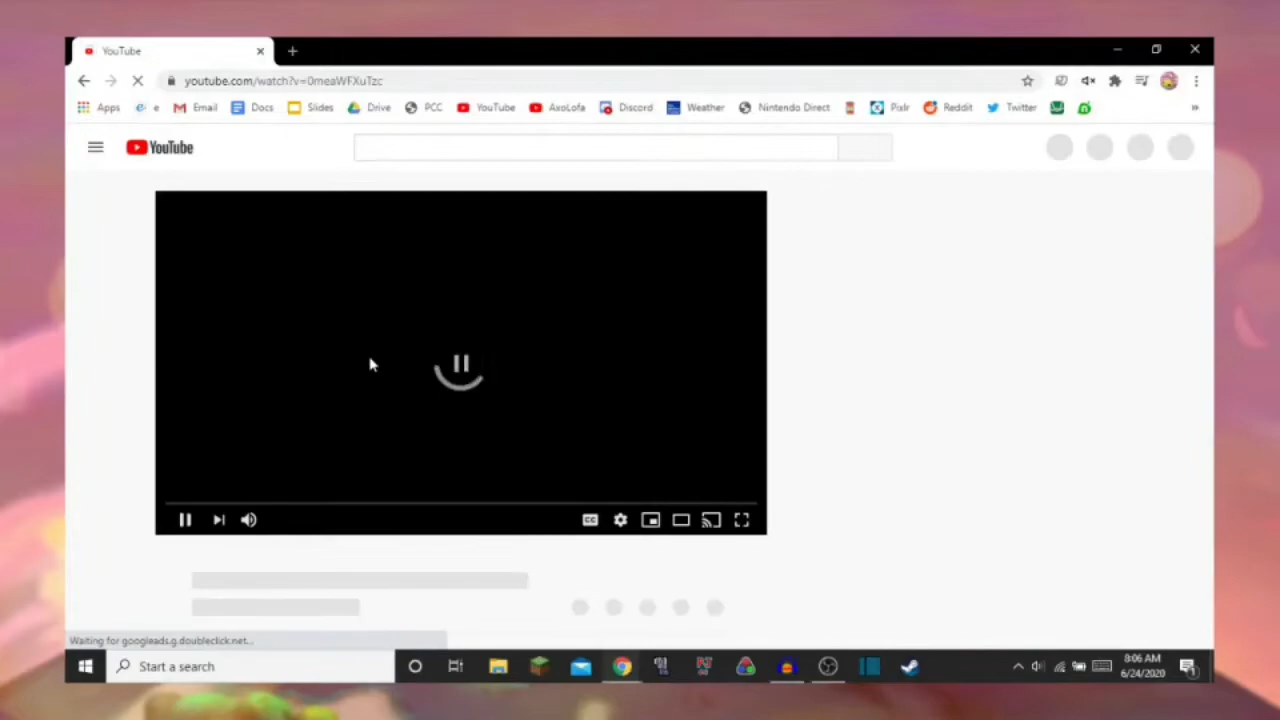 YouTube
youtube.com/watch?v=0meaWFXuTzc
Apps e Email Docs Slides Drive PCC YouTube AxoLofa Discord Weather Nintendo Direct Pixlr Reddit Twitter »
YouTube
CC
Waiting for googleads.g.doubleclick.net...
Start a search
8:06 AM
6/24/2020